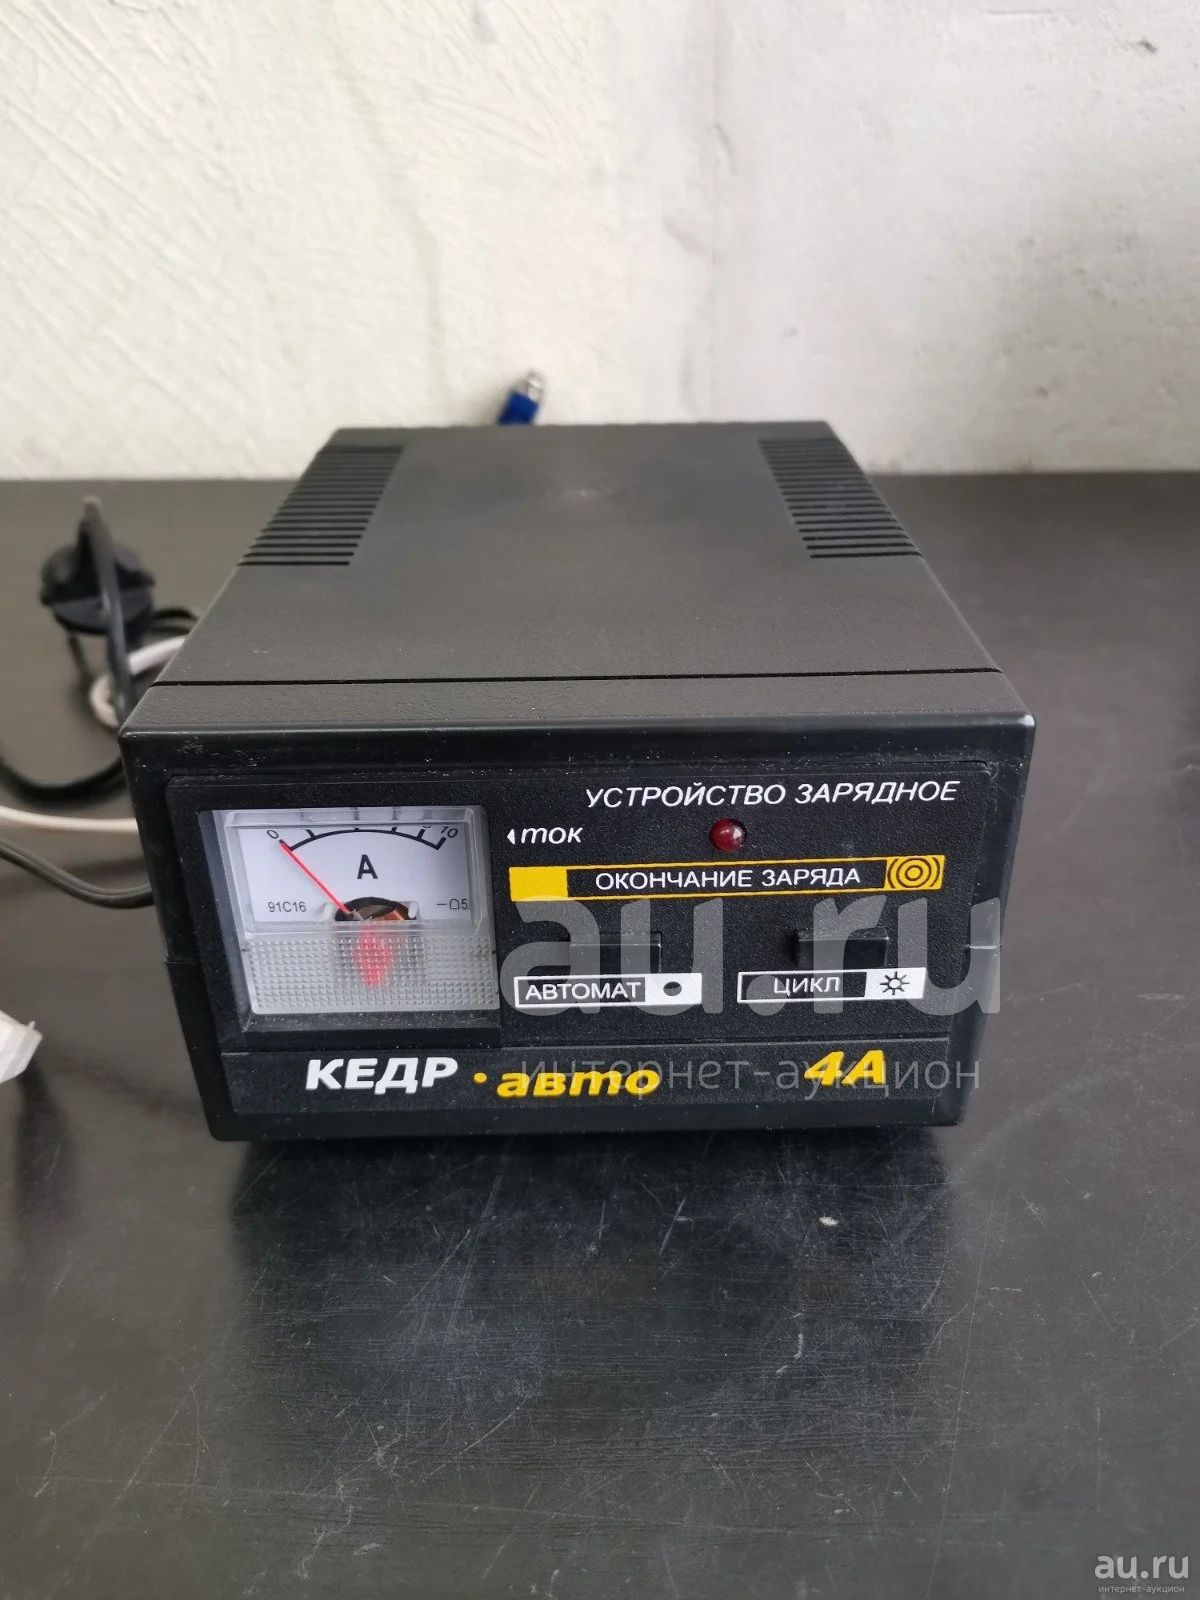 УСТРОЙСТВО ЗАРЯДНОЕ
ток
ОКОНЧАНИЕ ЗАРЯДА
0 10
A
91C16
АВТОМАТ
ЦИКЛ
КЕДР · авто 4А
au.ru
интернет-аукцион
au.ru
интернет-аукцион